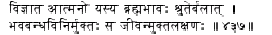 विज्ञात आत्मनो यस्य ब्रह्मभावः श्रुतेर्बलात् ।
भवबन्धविनिर्मुक्तः स जीवन्मुक्तलक्षणः ॥४३७॥